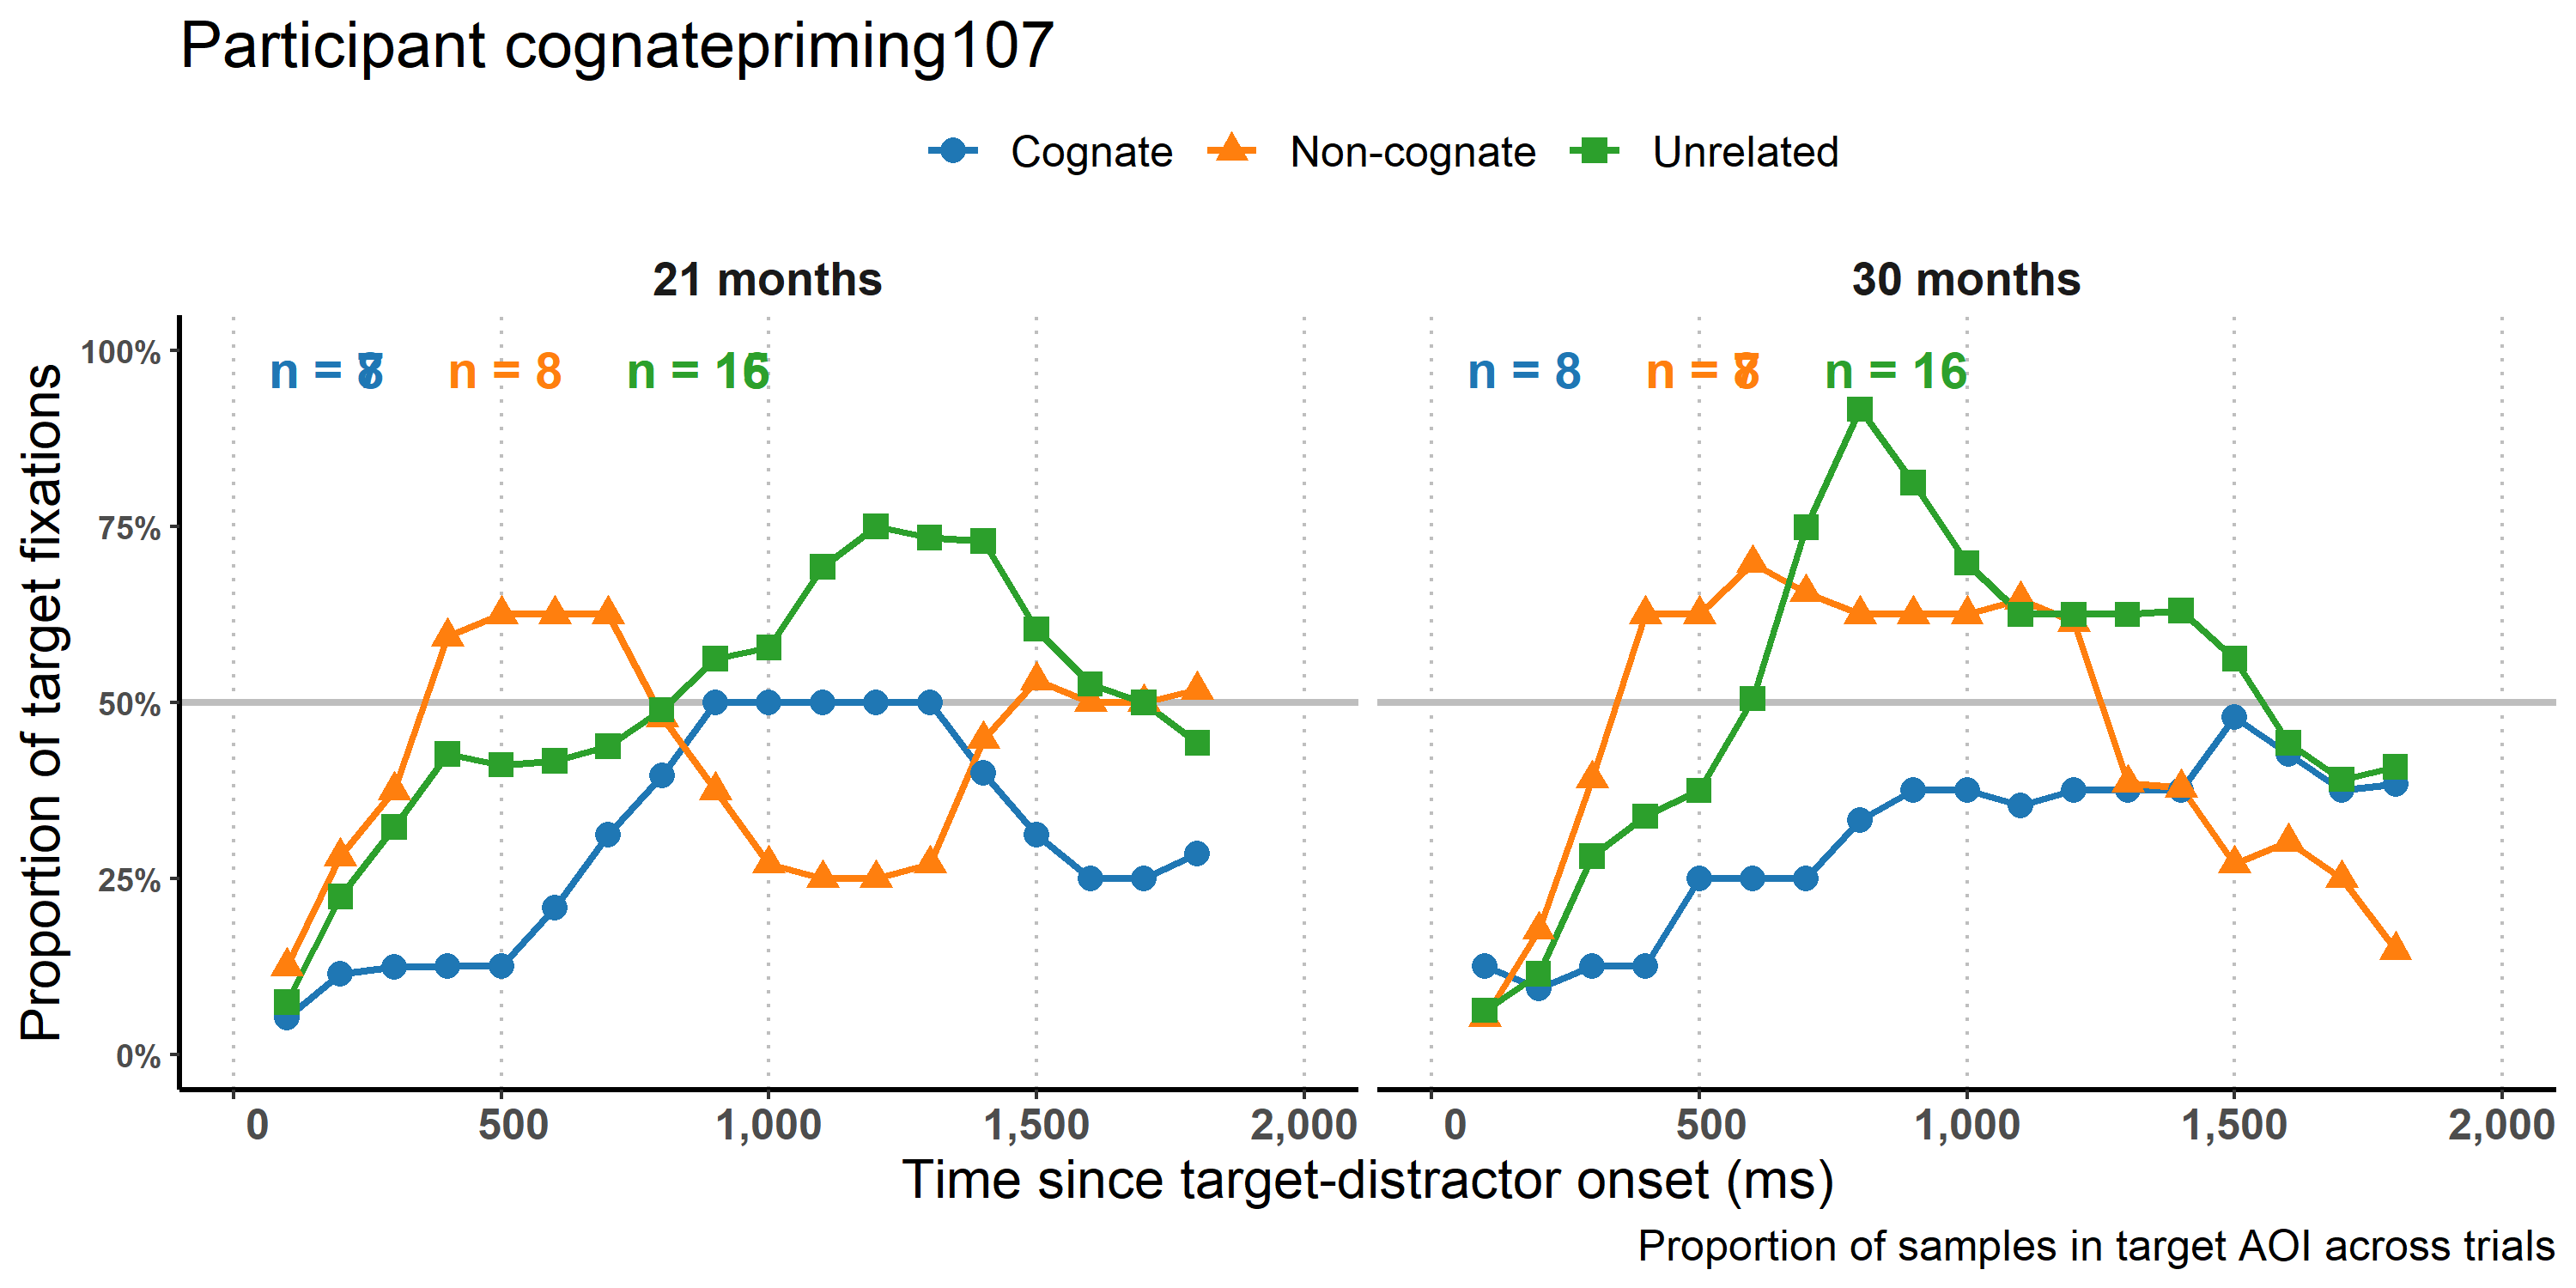 Participant cognatepriming107
Cognate Non-cognate Unrelated
21 months 30 months
n = 8 n = 16 n = 8 n = 16
Proportion of target fixations
100%
75%
50%
25%
0%
0 500 1,000 1,500 2,000 0 500 1,000 1,500 2,000
Time since target-distractor onset (ms)
Proportion of samples in target AOI across trials